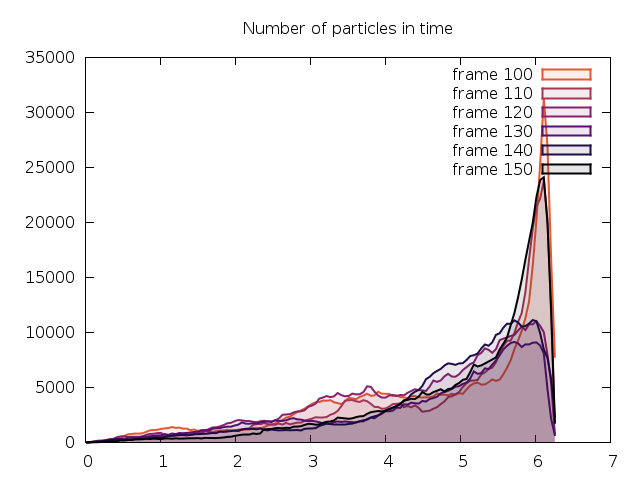 Number of particles in time
35000
30000
25000
20000
15000
10000
5000
0
frame 100
frame 110
frame 120
frame 130
frame 140
frame 150
0 1 2 3 4 5 6 7